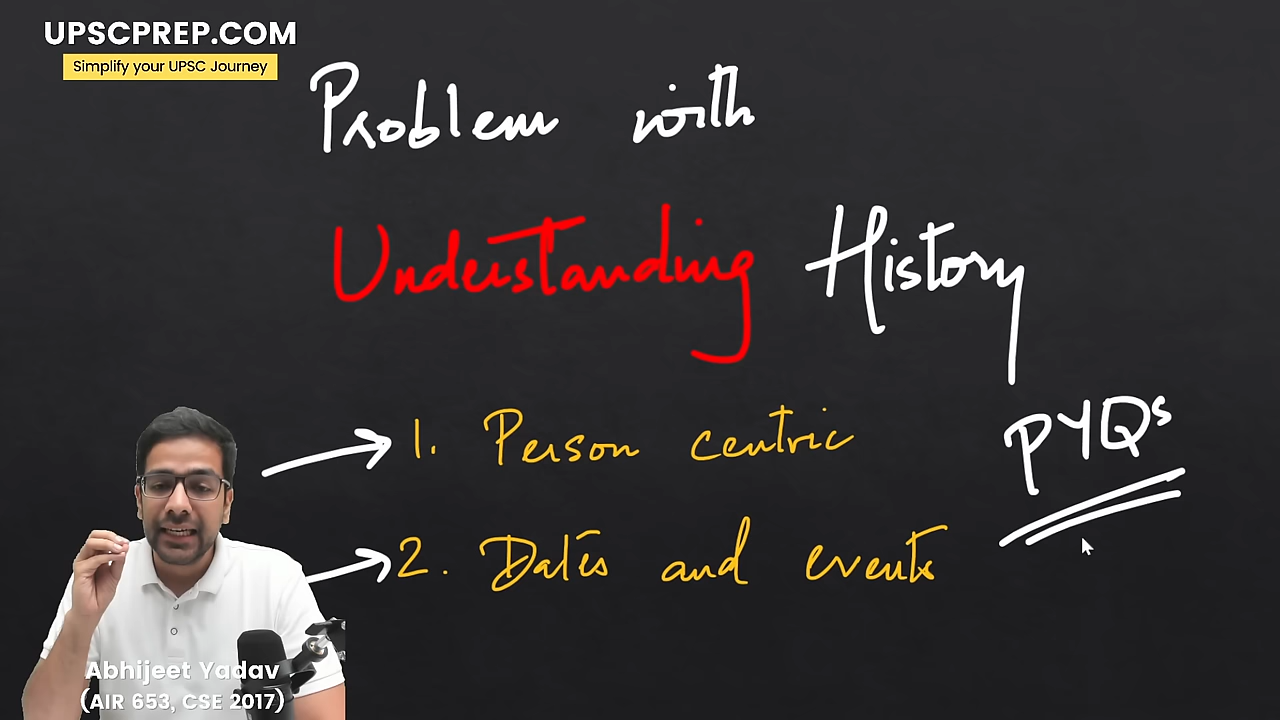 UPSCPREP.COM
Simplify your UPSC Journey
Problem with
Understanding History
1. Person centric
PYQs
2. Dates and events
Abhijeet Yadav
(AIR 653, CSE 2017)